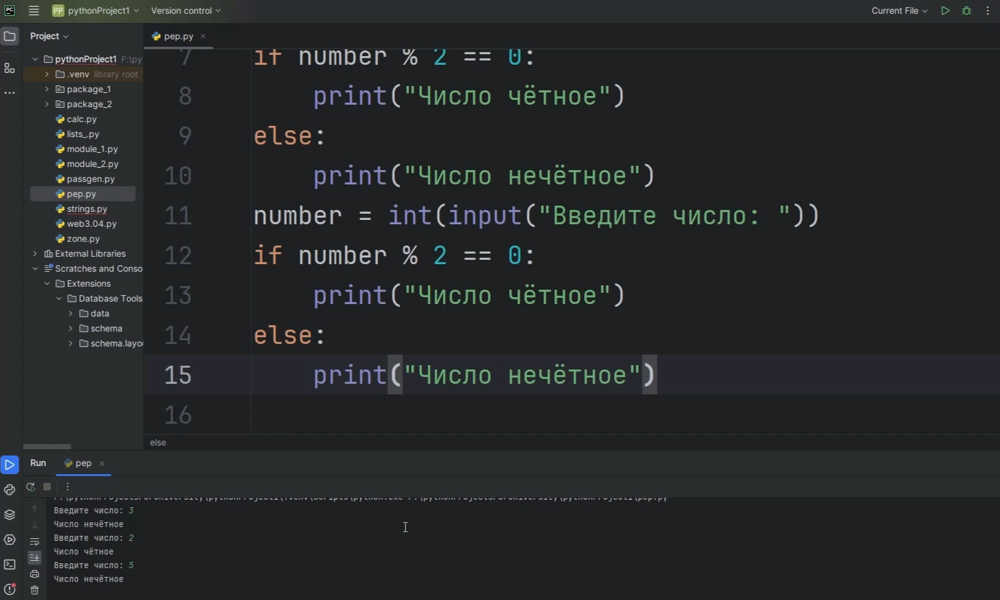 PC
PP pythonProject1
Version control
Current File
Project
pep.py
pythonProject1 F:\py
.venv library root
package_1
package_2
calc.py
lists_.py
module_1.py
module_2.py
passgen.py
pep.py
strings.py
web3.04.py
zone.py
External Libraries
Scratches and Conso
Extensions
Database Tools
data
schema
schema.layou
7 if number % 2 == 0:
8 print("Число чётное")
9 else:
10 print("Число нечётное")
11 number = int(input("Введите число: "))
12 if number % 2 == 0:
13 print("Число чётное")
14 else:
15 print("Число нечётное")
16
else
Run
pep
Введите число: 3
Число нечётное
Введите число: 2
Число чётное
Введите число: 5
Число нечётное